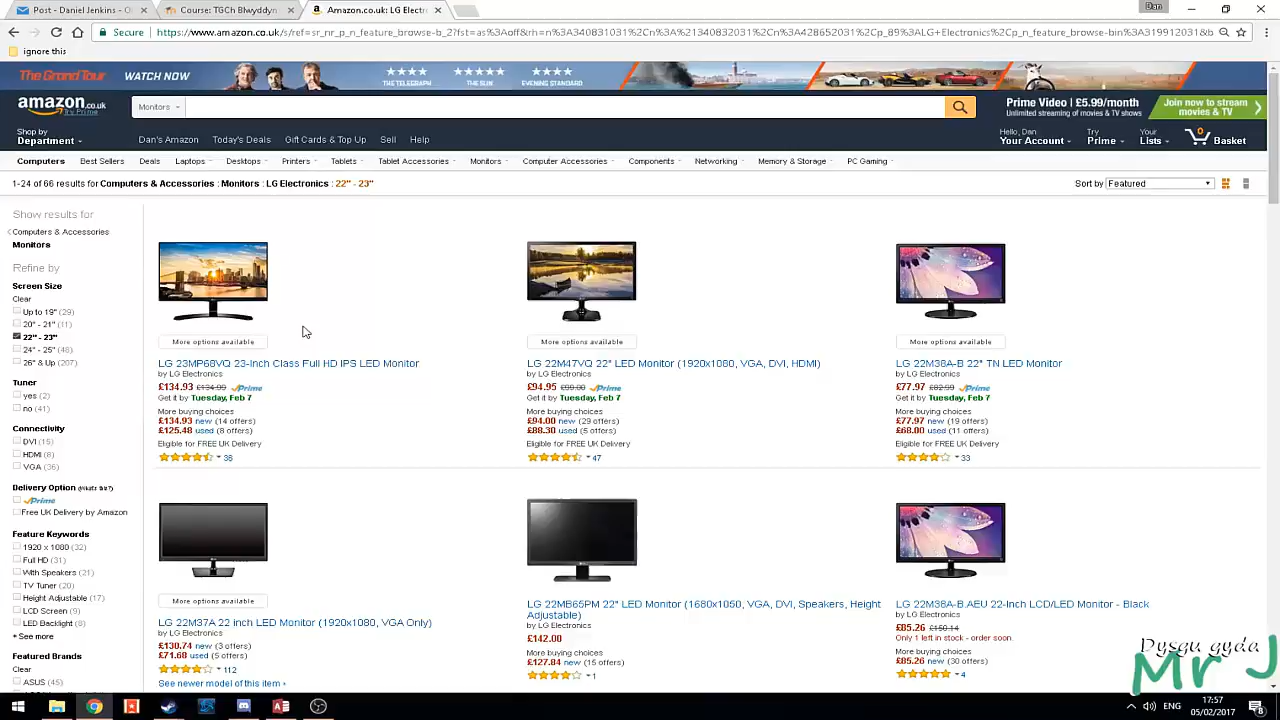 Dan
Post - Daniel Jenkins - O
Course: TGCh Blwyddyn
Amazon.co.uk: LG Electr
Secure
https://www.amazon.co.uk/s/ref=sr_nr_p_n_feature_browse-b_2?fst=as%3Aoff&rh=n%3A340831031%2Cn%3A%21340832031%2Cn%3A428652031%2Cp_89%3ALG+Electronics%2Cp_n_feature_browse-bin%3A319912031&b
ignore this
THE GRAND TOUR
WATCH NOW
THE TELEGRAPH
THE TIMES
EVENING STANDARD
amazon.co.uk
Try Prime
Monitors
Prime Video | £5.99/month
Unlimited streaming of movies & TV
Join now to stream
movies & TV
Shop by
Department
Dan's Amazon Today's Deals Gift Cards & Top Up Sell Help
Hello, Dan
Your Account
Try
Prime
Your
Lists
0
Basket
Computers Best Sellers Deals Laptops Desktops Printers Tablets Tablet Accessories Monitors Computer Accessories Components Networking Memory & Storage PC Gaming
1-24 of 66 results for Computers & Accessories : Monitors : LG Electronics : 22" - 23"
Sort by Featured
Show results for
Computers & Accessories
Monitors
Refine by
Screen Size
Clear
Up to 19" (29)
20" - 21" (11)
22" - 23"
24" - 25" (48)
26" & Up (207)
Tuner
yes (2)
no (41)
Connectivity
DVI (15)
HDMI (8)
VGA (36)
Delivery Option (What's this?)
Prime
Free UK Delivery by Amazon
Feature Keywords
1920 x 1080 (32)
Full HD (31)
With Speakers (21)
TV Tuner (20)
Height Adjustable (17)
LCD Screen (9)
LED Backlight (8)
See more
Featured Brands
Clear
ASUS (45)
More options available
LG 23MP68VQ 23-Inch Class Full HD IPS LED Monitor
by LG Electronics
£134.93 £134.99 Prime
Get it by Tuesday, Feb 7
More buying choices
£134.93 new (14 offers)
£125.48 used (8 offers)
Eligible for FREE UK Delivery
38
More options available
LG 22M47VQ 22" LED Monitor (1920x1080, VGA, DVI, HDMI)
by LG Electronics
£94.95 £99.00 Prime
Get it by Tuesday, Feb 7
More buying choices
£94.00 new (29 offers)
£88.30 used (5 offers)
Eligible for FREE UK Delivery
47
More options available
LG 22M38A-B 22" TN LED Monitor
by LG Electronics
£77.97 £82.99 Prime
Get it by Tuesday, Feb 7
More buying choices
£77.97 new (19 offers)
£68.00 used (11 offers)
Eligible for FREE UK Delivery
33
More options available
LG 22M37A 22 inch LED Monitor (1920x1080, VGA Only)
by LG Electronics
More buying choices
£130.74 new (3 offers)
£71.68 used (5 offers)
112
See newer model of this item
LG 22MB65PM 22" LED Monitor (1680x1050, VGA, DVI, Speakers, Height
Adjustable)
by LG Electronics
£142.00
More buying choices
£127.84 new (15 offers)
1
LG 22M38A-B.AEU 22-Inch LCD/LED Monitor - Black
by LG Electronics
£85.26 £150.14
Only 1 left in stock - order soon.
More buying choices
£85.26 new (30 offers)
4
Dysgu gyda
Mr J
ENG
17:57
05/02/2017
8